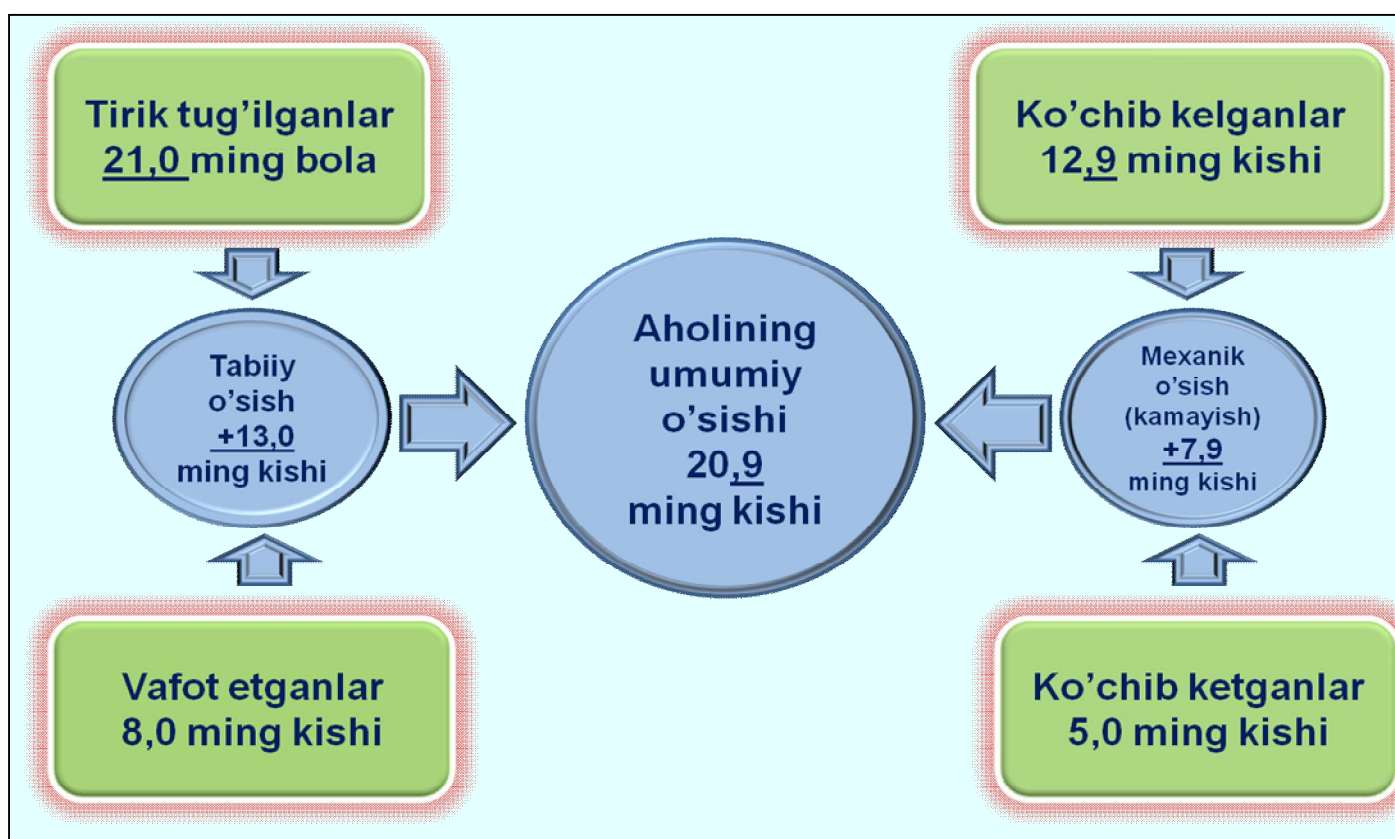 Tirik tug’ilganlar
21,0 ming bola
Ko’chib kelganlar
12,9 ming kishi
Tabiiy
o’sish
+13,0
ming kishi
Aholining
umumiy
o’sishi
20,9
ming kishi
Mexanik
o’sish
(kamayish)
+7,9
ming kishi
Vafot etganlar
8,0 ming kishi
Ko’chib ketganlar
5,0 ming kishi